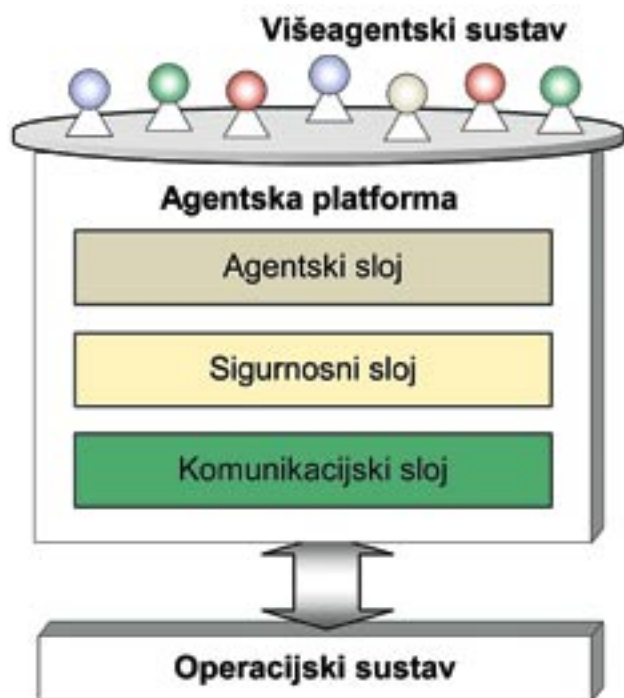 Višeagentski sustav
Agentska platforma
Agentski sloj
Sigurnosni sloj
Komunikacijski sloj
Operacijski sustav